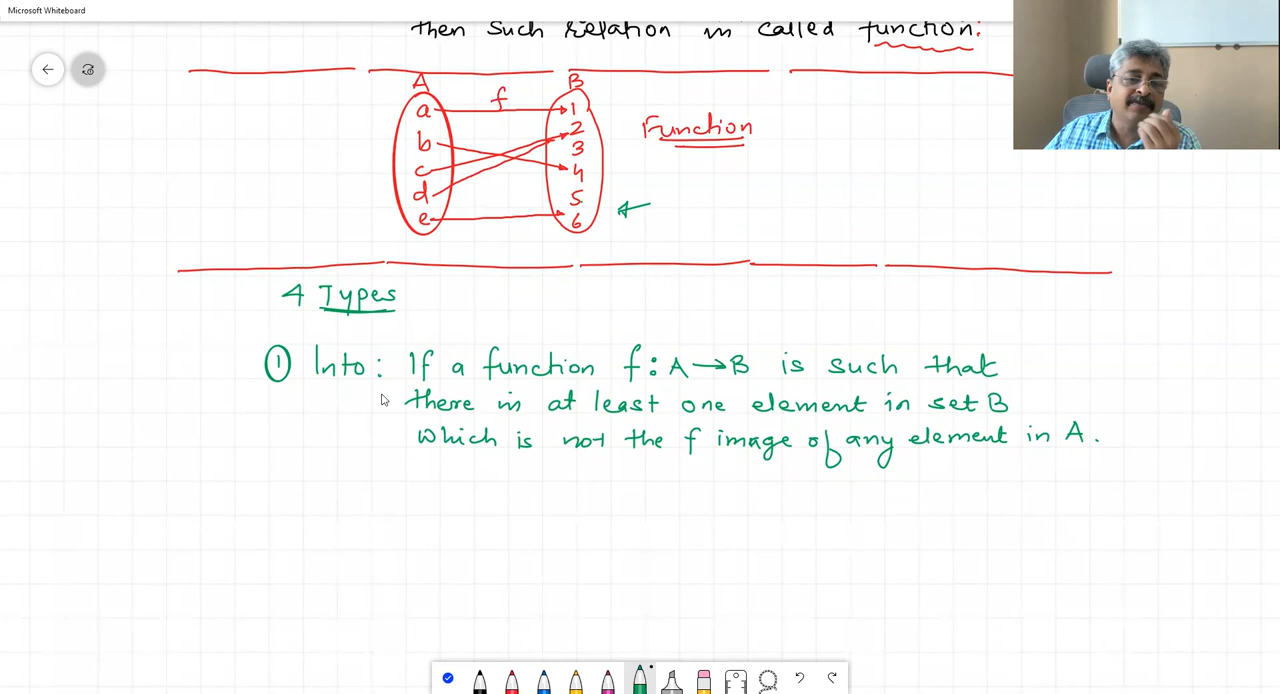 Microsoft Whiteboard
then such relation is called function:
A B
f
a 1
b 2
c 3
d 4
e 5
6
Function
4 Types
① Into: If a function f: A→B is such that
there is at least one element in set B
which is not the f image of any element in A.